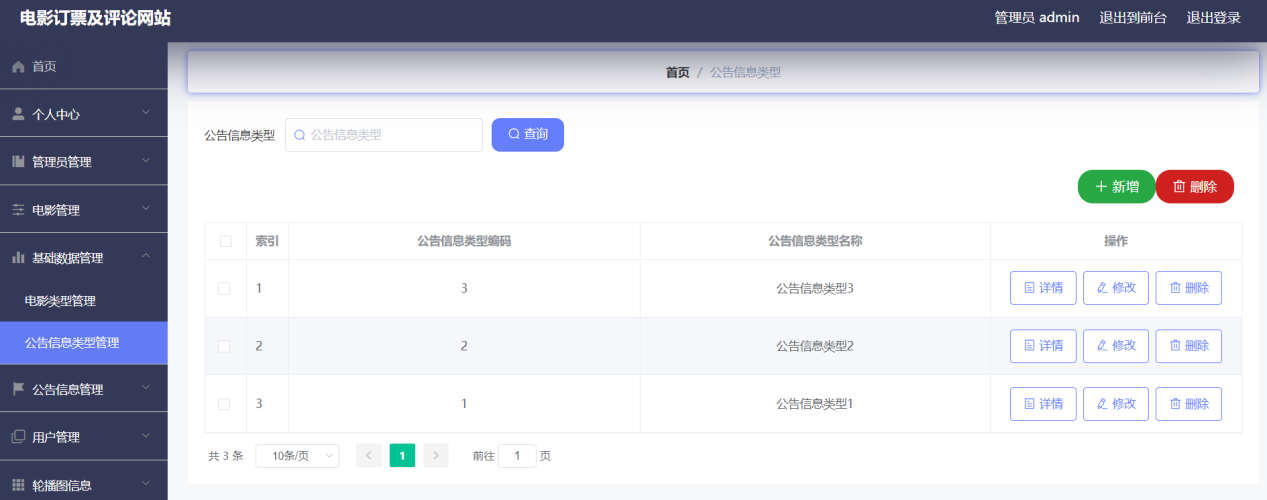 电影订票及评论网站 管理员 admin 退出到前台 退出登录
首页
个人中心
管理员管理
电影管理
基础数据管理
电影类型管理
公告信息类型管理
公告信息管理
用户管理
轮播图信息
首页 / 公告信息类型
公告信息类型 公告信息类型 查询
新增 删除
索引 公告信息类型编码 公告信息类型名称 操作
1 3 公告信息类型3 详情 修改 删除
2 2 公告信息类型2 详情 修改 删除
3 1 公告信息类型1 详情 修改 删除
共 3 条 10条/页 1 前往 1 页